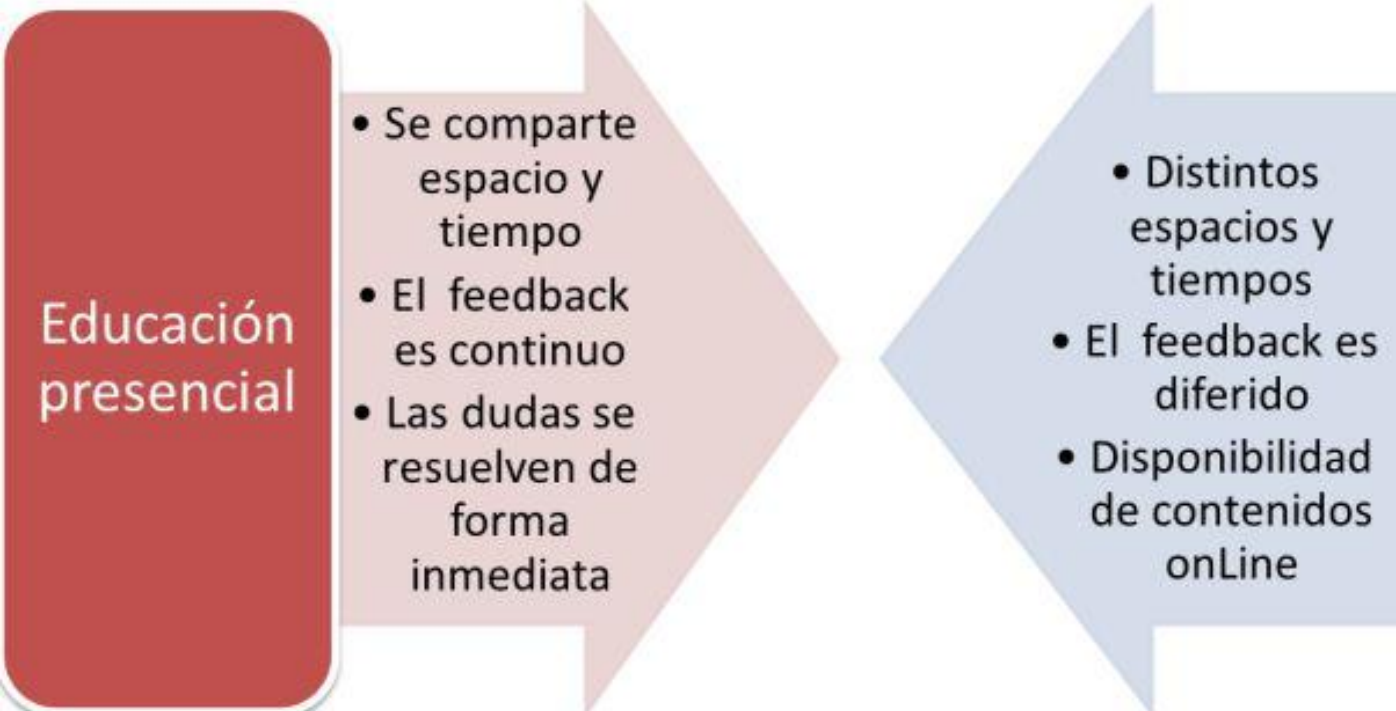 Educación
presencial
• Se comparte
espacio y
tiempo
• El feedback
es continuo
• Las dudas se
resuelven de
forma
inmediata
• Distintos
espacios y
tiempos
• El feedback es
diferido
• Disponibilidad
de contenidos
onLine